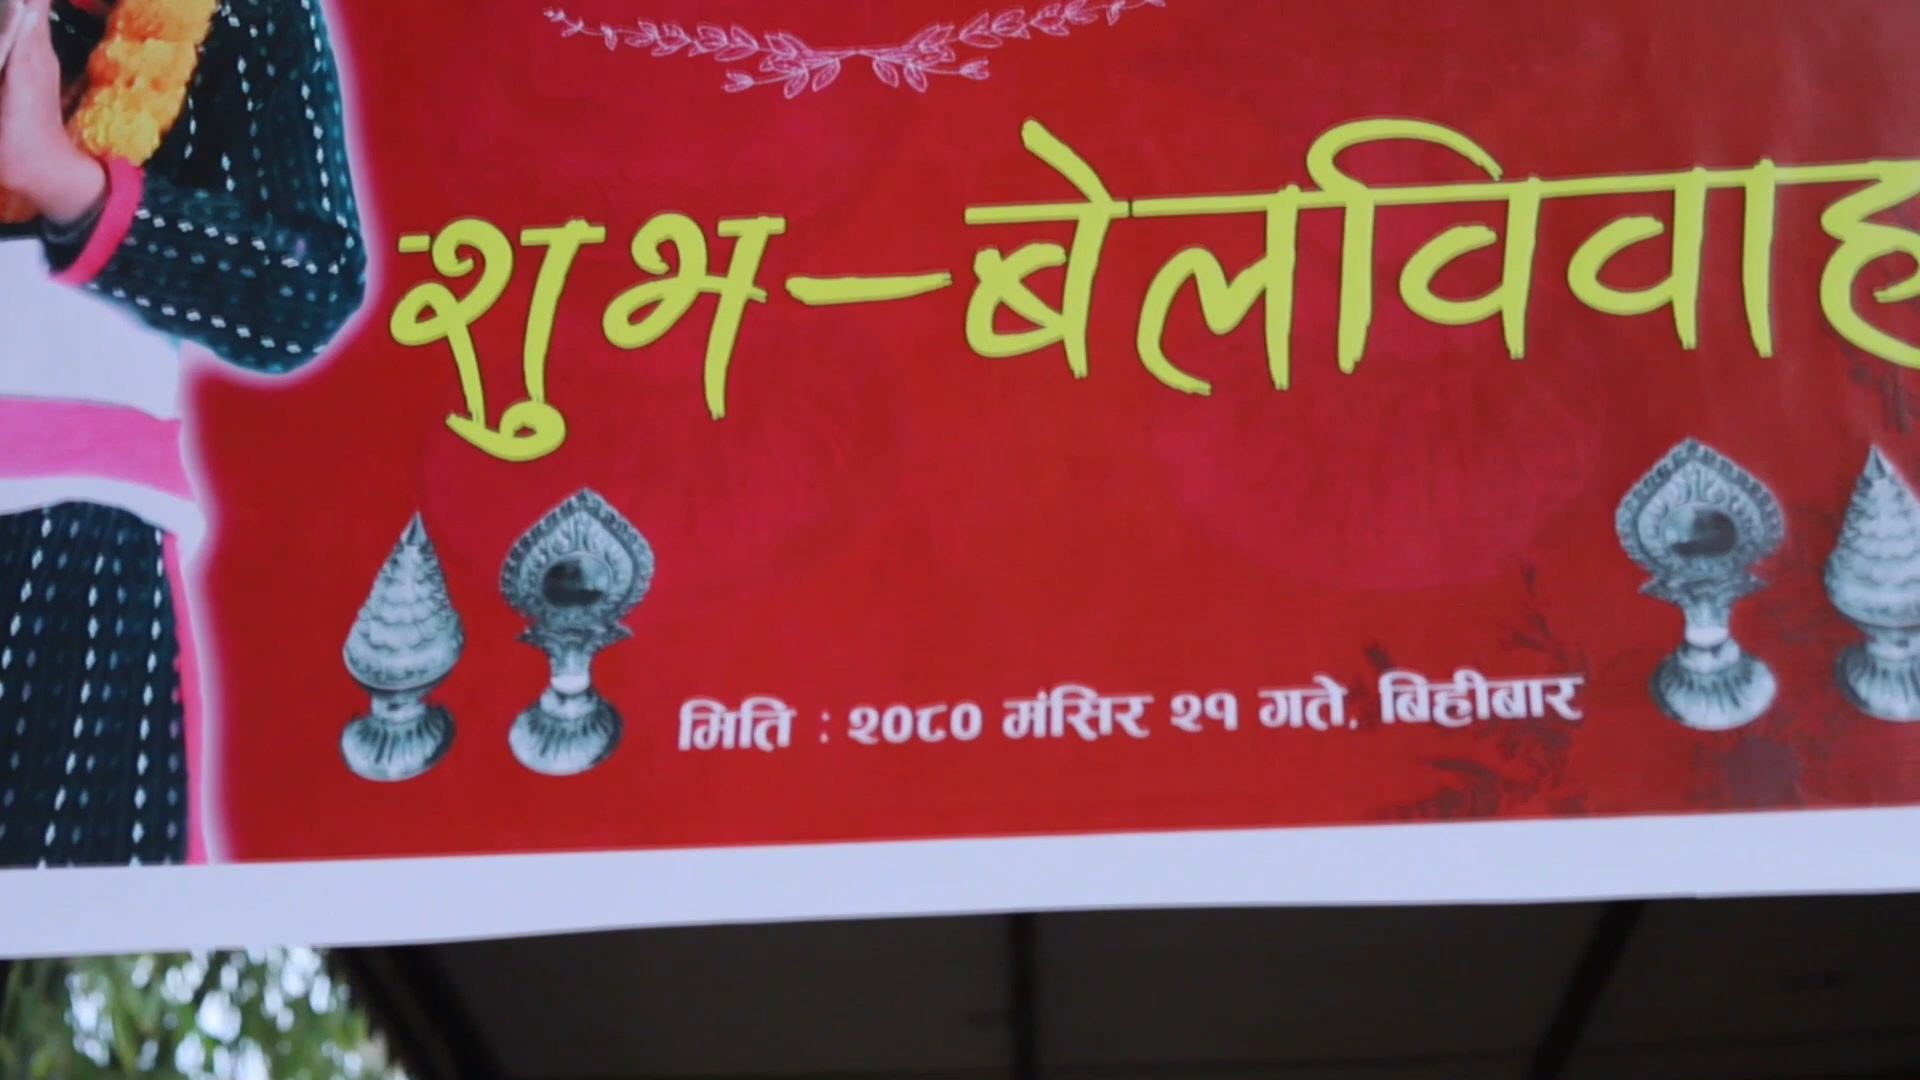 शुभ-बेलविवाह
मिति : २०८० मंसिर २१ गते, बिहीबार